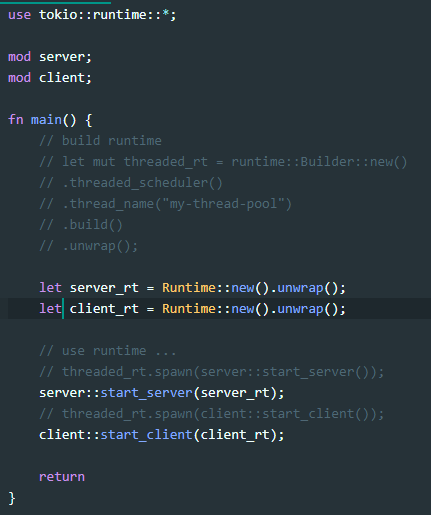 use tokio::runtime::*;
mod server;
mod client;
fn main() {
// build runtime
// let mut threaded_rt = runtime::Builder::new()
// .threaded_scheduler()
// .thread_name("my-thread-pool")
// .build()
// .unwrap();
let server_rt = Runtime::new().unwrap();
let client_rt = Runtime::new().unwrap();
// use runtime ...
// threaded_rt.spawn(server::start_server());
server::start_server(server_rt);
// threaded_rt.spawn(client::start_client());
client::start_client(client_rt);
return
}